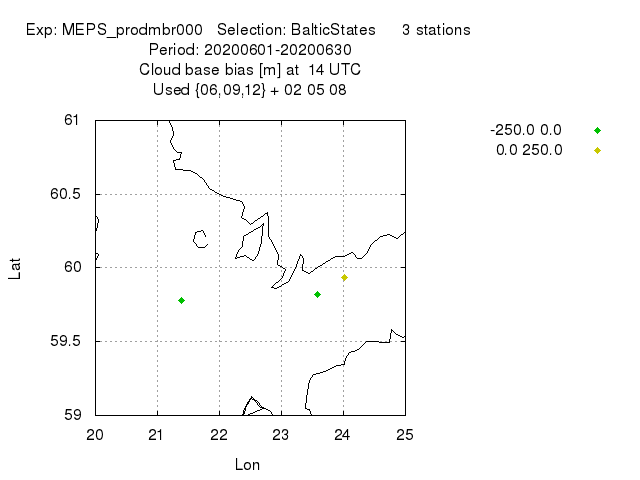 Exp: MEPS_prodmbr000 Selection: BalticStates 3 stations
Period: 20200601-20200630
Cloud base bias [m] at 14 UTC
Used {06,09,12} + 02 05 08
-250.0 0.0
0.0 250.0
61
60.5
60
59.5
59
Lat
20 21 22 23 24 25
Lon